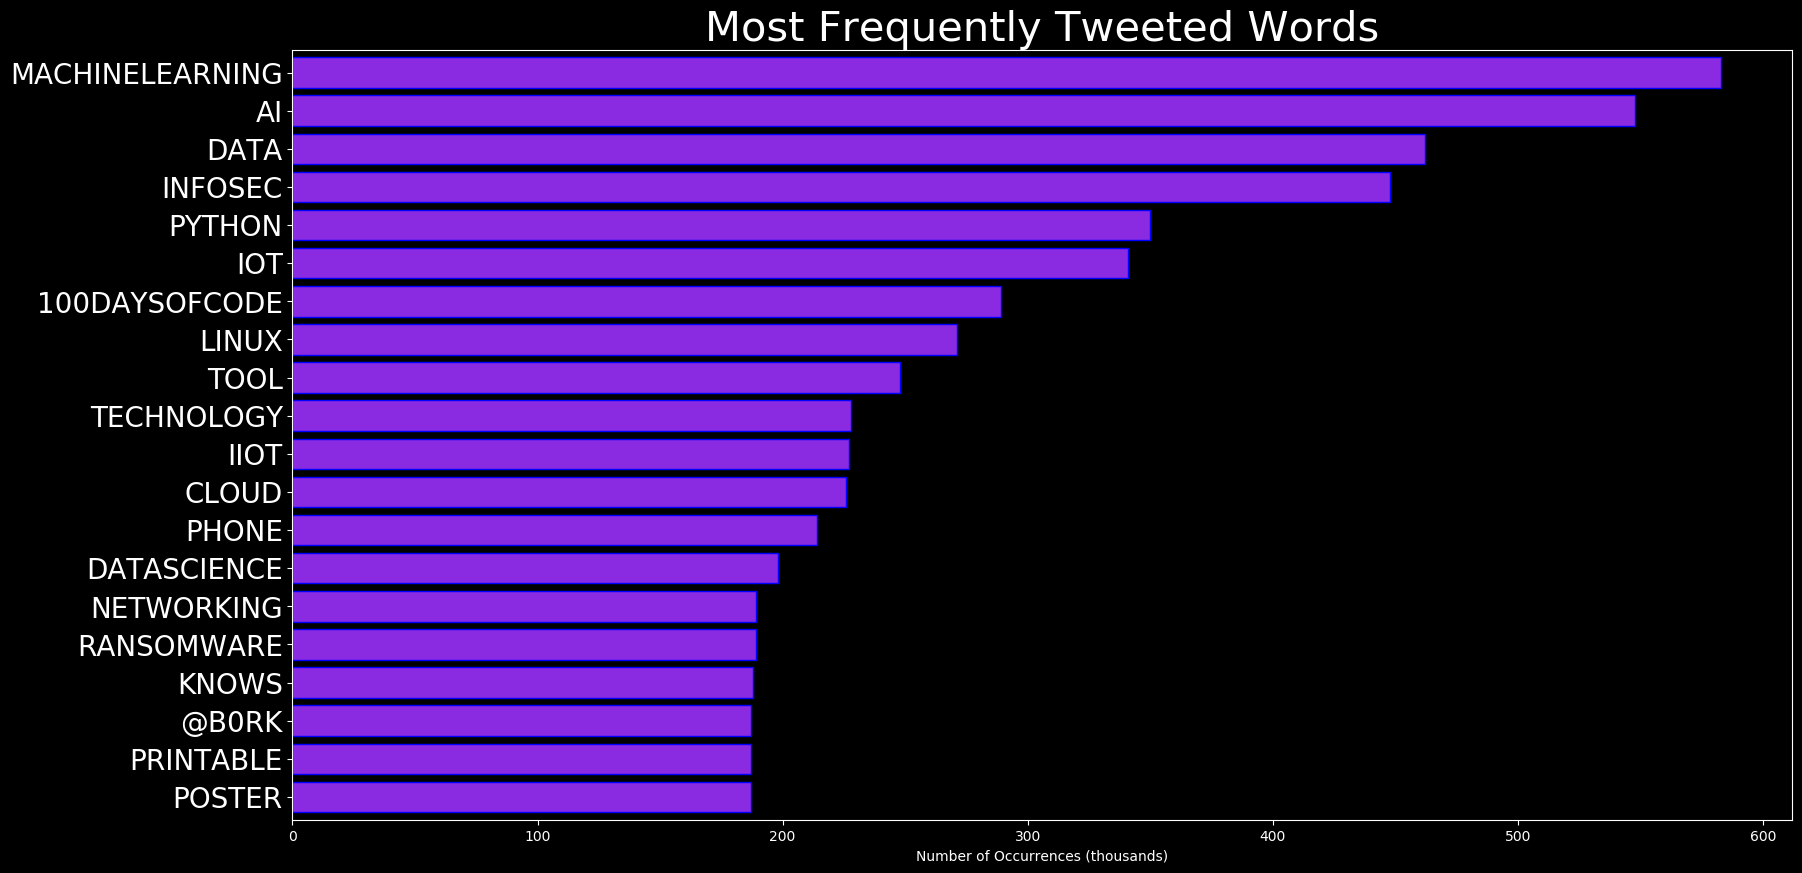 Most Frequently Tweeted Words
MACHINELEARNING
AI
DATA
INFOSEC
PYTHON
IOT
100DAYSOFCODE
LINUX
TOOL
TECHNOLOGY
IIOT
CLOUD
PHONE
DATASCIENCE
NETWORKING
RANSOMWARE
KNOWS
@B0RK
PRINTABLE
POSTER
0 100 200 300 400 500 600
Number of Occurrences (thousands)